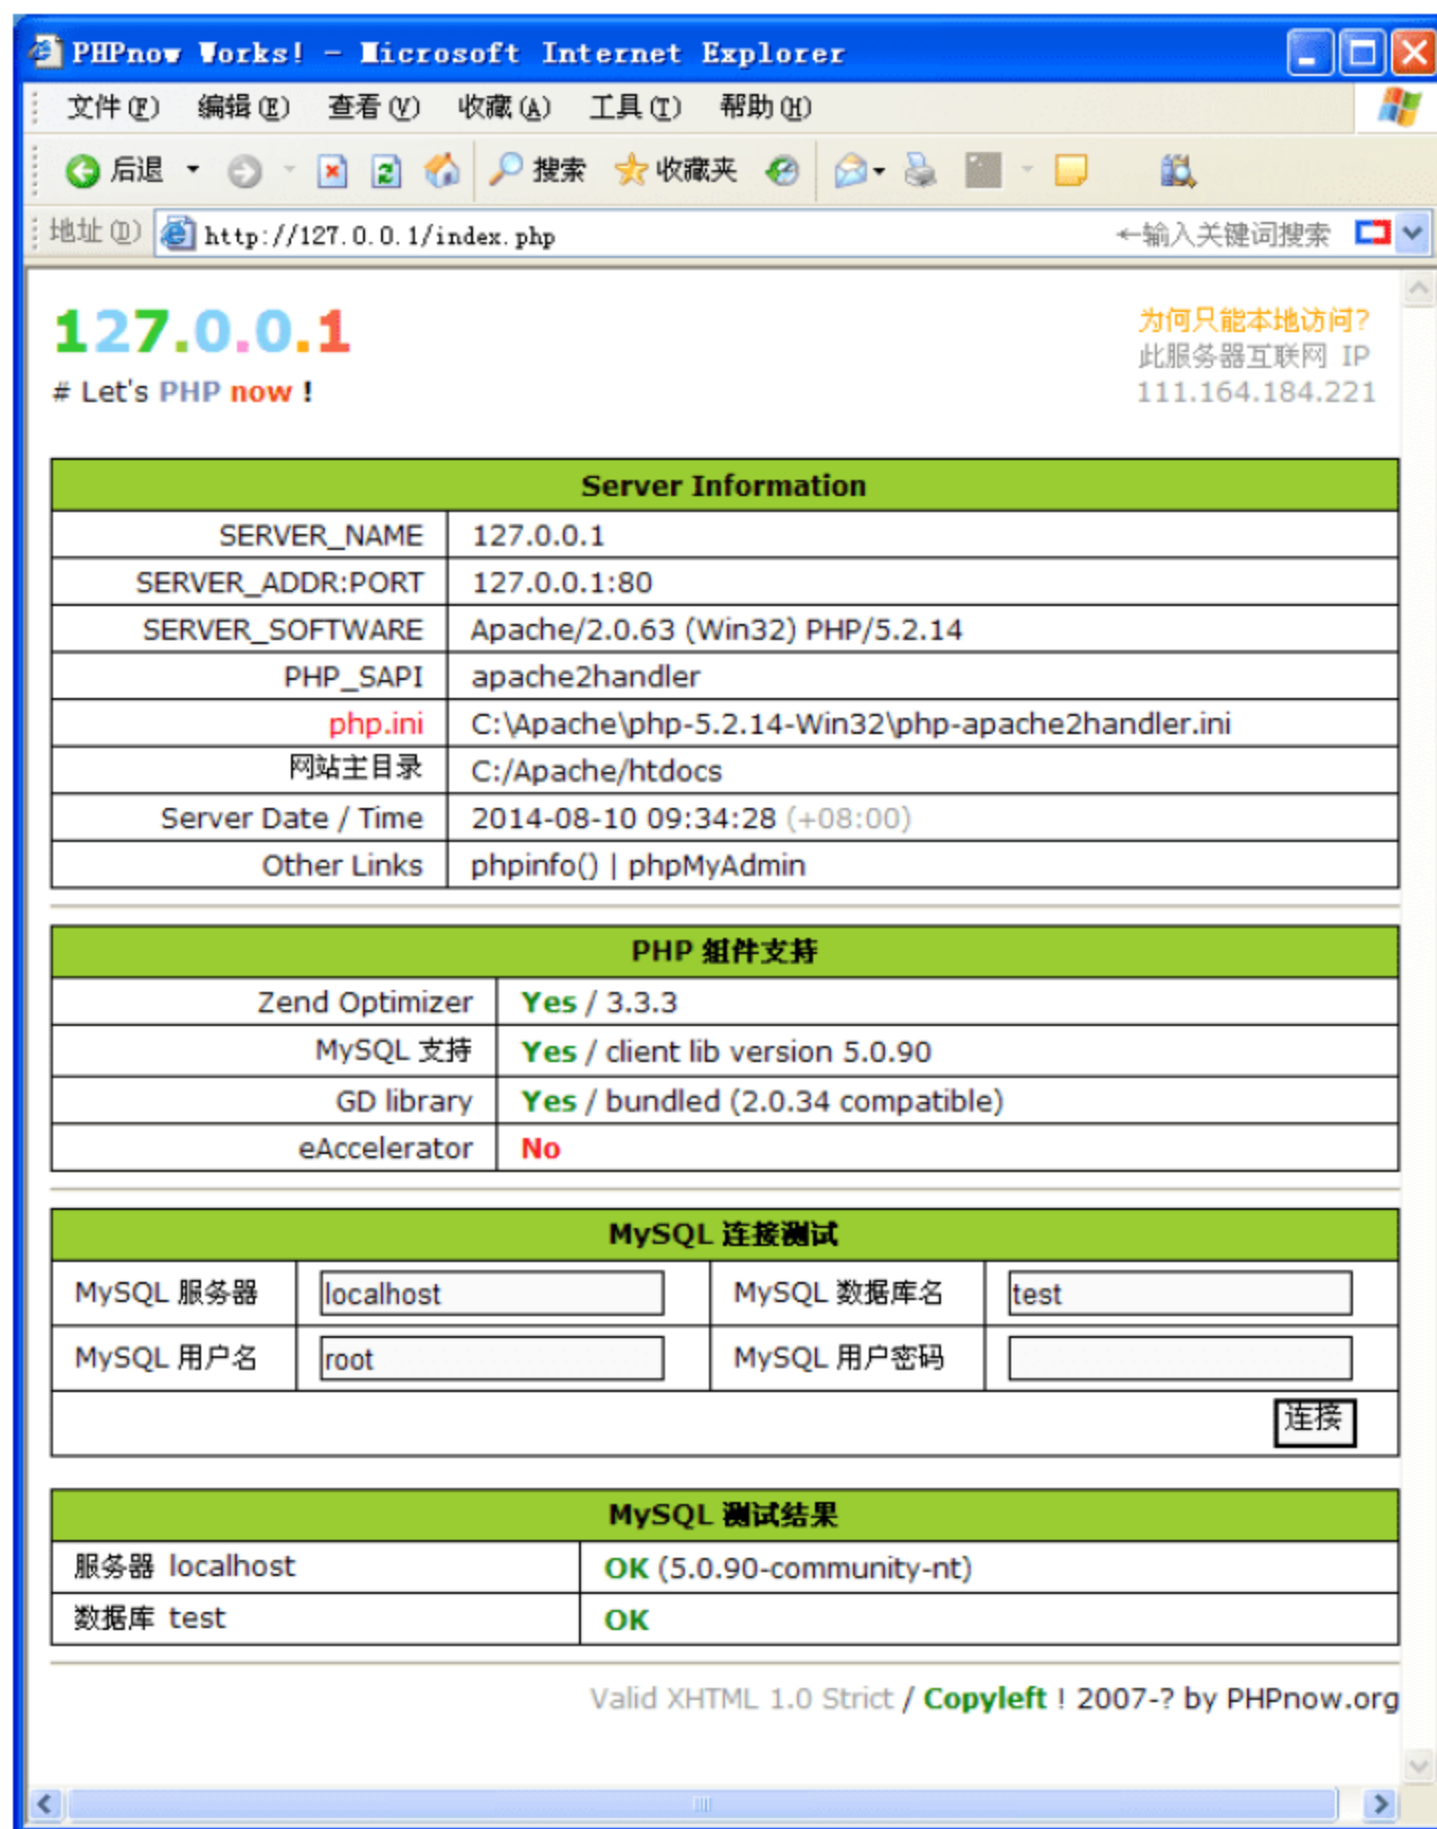 PHPnow Works! - Microsoft Internet Explorer
文件(F) 编辑(E) 查看(V) 收藏(A) 工具(T) 帮助(H)
后退 搜索 收藏夹
地址(D) http://127.0.0.1/index.php ←输入关键词搜索
127.0.0.1
# Let's PHP now !
为何只能本地访问?
此服务器互联网 IP
111.164.184.221
Server Information
SERVER_NAME 127.0.0.1
SERVER_ADDR:PORT 127.0.0.1:80
SERVER_SOFTWARE Apache/2.0.63 (Win32) PHP/5.2.14
PHP_SAPI apache2handler
php.ini C:\Apache\php-5.2.14-Win32\php-apache2handler.ini
网站主目录 C:/Apache/htdocs
Server Date / Time 2014-08-10 09:34:28 (+08:00)
Other Links phpinfo() | phpMyAdmin
PHP 组件支持
Zend Optimizer Yes / 3.3.3
MySQL 支持 Yes / client lib version 5.0.90
GD library Yes / bundled (2.0.34 compatible)
eAccelerator No
MySQL 连接测试
MySQL 服务器 localhost MySQL 数据库名 test
MySQL 用户名 root MySQL 用户密码
连接
MySQL 测试结果
服务器 localhost OK (5.0.90-community-nt)
数据库 test OK
Valid XHTML 1.0 Strict / Copyleft ! 2007-? by PHPnow.org